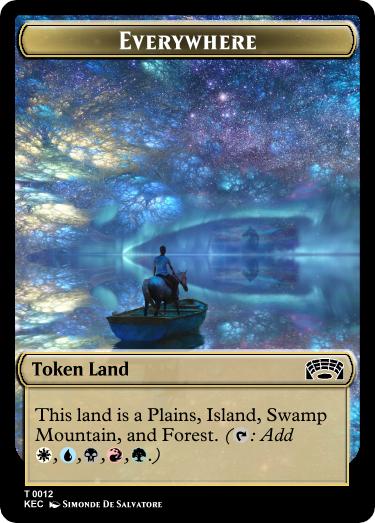 EVERYWHERE
Token Land
This land is a Plains, Island, Swamp
Mountain, and Forest. (: Add
,,,,.)
T 0012
KEC SIMONDE DE SALVATORE